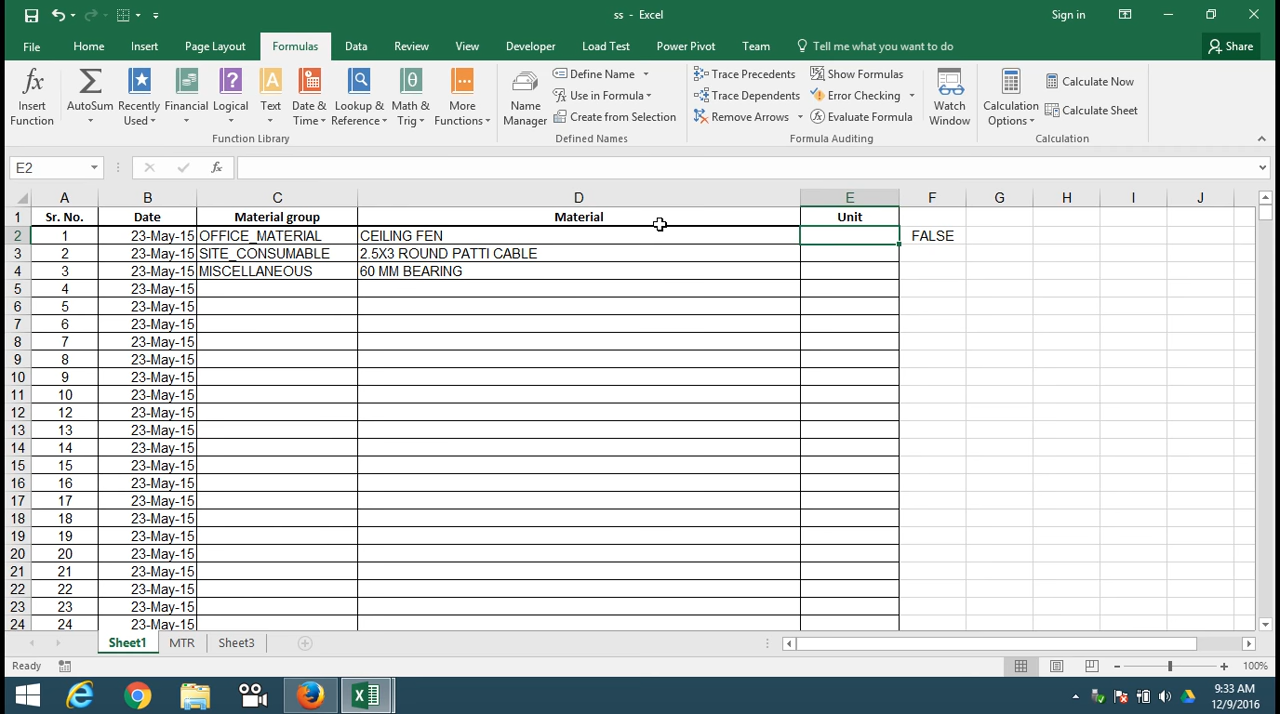 ss - Excel
Sign in
File Home Insert Page Layout Formulas Data Review View Developer Load Test Power Pivot Team Tell me what you want to do Share
Insert Function
AutoSum
Recently Used
Financial
Logical
Text
Date & Time
Lookup & Reference
Math & Trig
More Functions
Function Library
Name Manager
Define Name
Use in Formula
Create from Selection
Defined Names
Trace Precedents
Trace Dependents
Remove Arrows
Show Formulas
Error Checking
Evaluate Formula
Formula Auditing
Watch Window
Calculation Options
Calculate Now
Calculate Sheet
Calculation
E2 fx
A B C D E F G H I J
1 Sr. No. Date Material group Material Unit
2 1 23-May-15 OFFICE_MATERIAL CEILING FEN FALSE
3 2 23-May-15 SITE_CONSUMABLE 2.5X3 ROUND PATTI CABLE
4 3 23-May-15 MISCELLANEOUS 60 MM BEARING
5 4 23-May-15
6 5 23-May-15
7 6 23-May-15
8 7 23-May-15
9 8 23-May-15
10 9 23-May-15
11 10 23-May-15
12 12 23-May-15
13 13 23-May-15
14 14 23-May-15
15 15 23-May-15
16 16 23-May-15
17 17 23-May-15
18 18 23-May-15
19 19 23-May-15
20 20 23-May-15
21 21 23-May-15
22 22 23-May-15
23 23 23-May-15
24 24 23-May-15
Sheet1 MTR Sheet3
Ready
100%
9:33 AM
12/9/2016